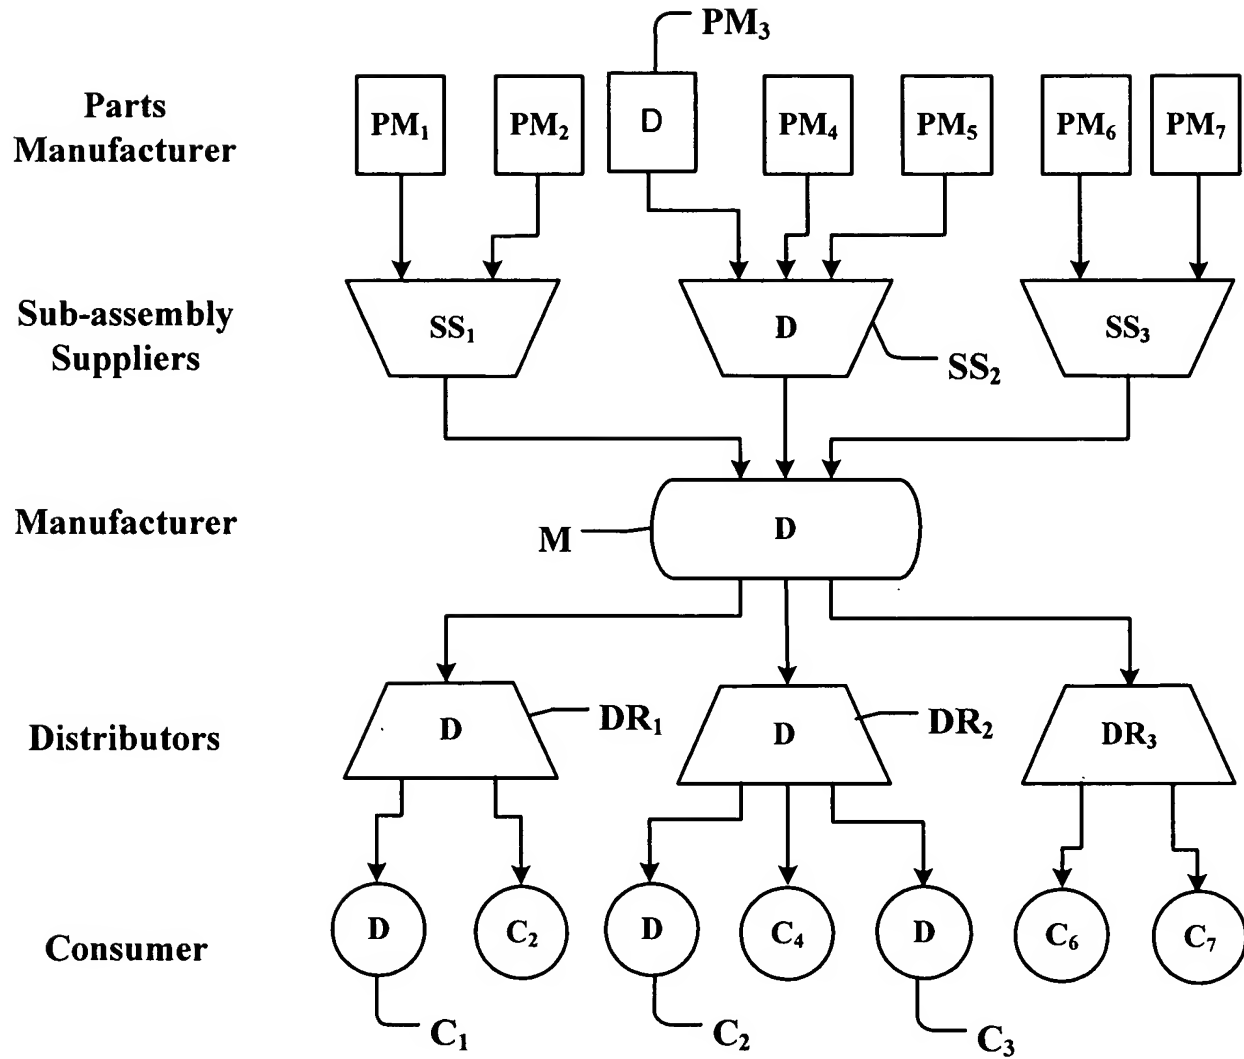 PM₃
Parts
Manufacturer
PM₁ PM₂ D PM₄ PM₅ PM₆ PM₇
Sub-assembly
Suppliers
SS₁ D SS₃
SS₂
Manufacturer
M D
Distributors
D DR₁ D DR₂ DR₃
Consumer
D C₂ D C₄ D C₆ C₇
C₁ C₂ C₃